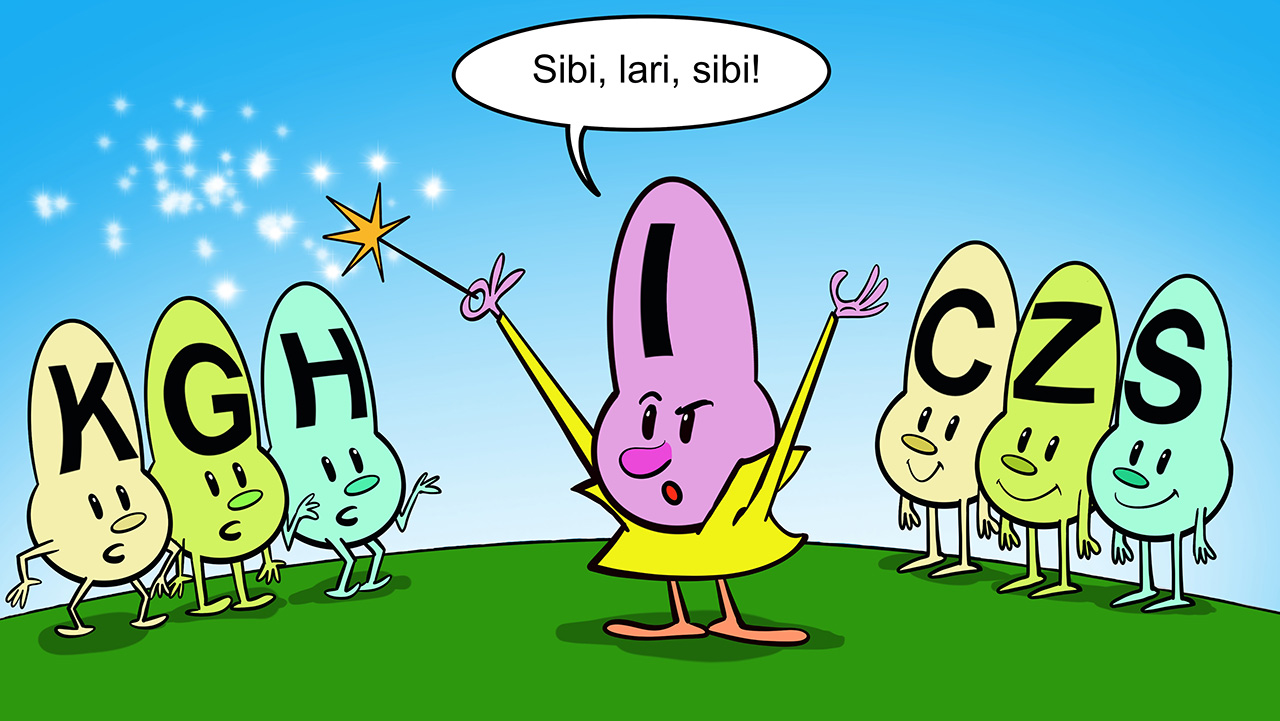 Sibi, lari, sibi!
K G H
I
C Z S